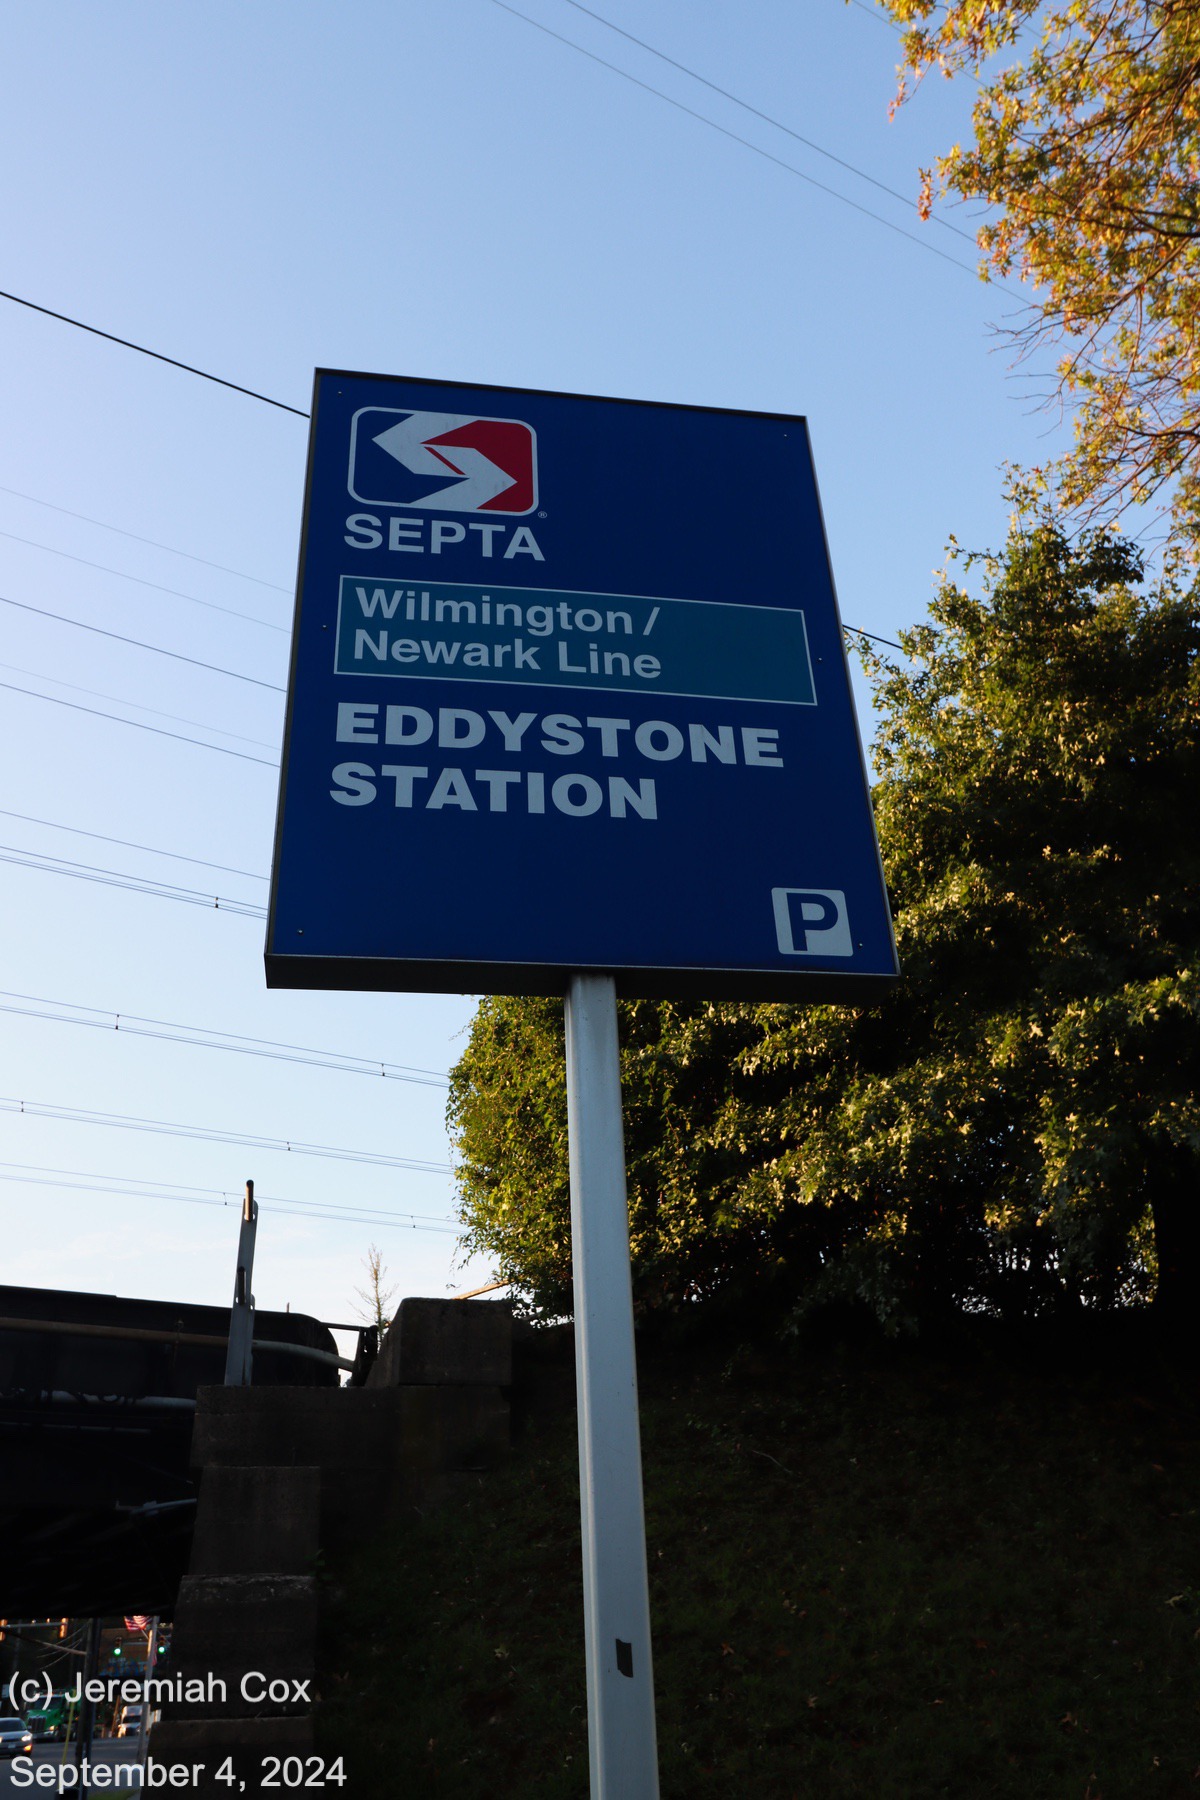 SEPTA
®
Wilmington/
Newark Line
EDDYSTONE
STATION
P
(c) Jeremiah Cox
September 4, 2024